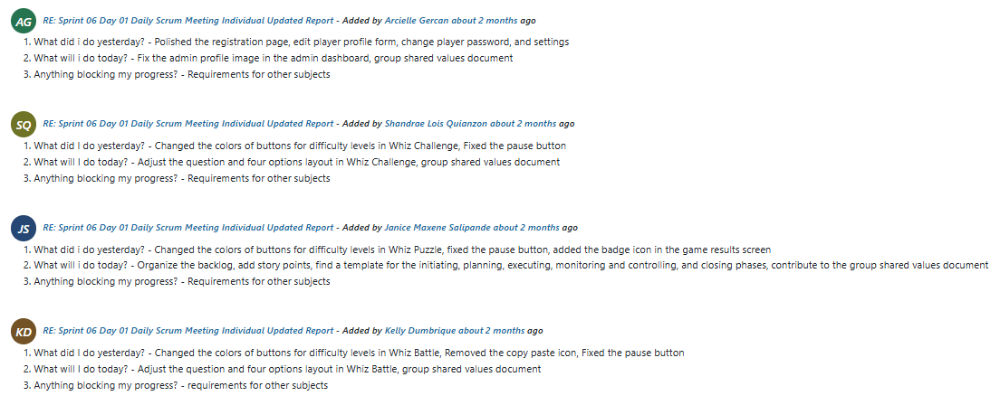 AG RE: Sprint 06 Day 01 Daily Scrum Meeting Individual Updated Report - Added by Arcielle Gercan about 2 months ago
1. What did i do yesterday? - Polished the registration page, edit player profile form, change player password, and settings
2. What will i do today? - Fix the admin profile image in the admin dashboard, group shared values document
3. Anything blocking my progress? - Requirements for other subjects
SQ RE: Sprint 06 Day 01 Daily Scrum Meeting Individual Updated Report - Added by Shandrae Lois Quianzon about 2 months ago
1. What did I do yesterday? - Changed the colors of buttons for difficulty levels in Whiz Challenge, Fixed the pause button
2. What will I do today? - Adjust the question and four options layout in Whiz Challenge, group shared values document
3. Anything blocking my progress? - Requirements for other subjects
JS RE: Sprint 06 Day 01 Daily Scrum Meeting Individual Updated Report - Added by Janice Maxene Salipande about 2 months ago
1. What did i do yesterday? - Changed the colors of buttons for difficulty levels in Whiz Puzzle, fixed the pause button, added the badge icon in the game results screen
2. What will i do today? - Organize the backlog, add story points, find a template for the initiating, planning, executing, monitoring and controlling, and closing phases, contribute to the group shared values document
3. Anything blocking my progress? - Requirements for other subjects
KD RE: Sprint 06 Day 01 Daily Scrum Meeting Individual Updated Report - Added by Kelly Dumbrique about 2 months ago
1. What did I do yesterday? - Changed the colors of buttons for difficulty levels in Whiz Battle, Removed the copy paste icon, Fixed the pause button
2. What will I do today? - Adjust the question and four options layout in Whiz Battle, group shared values document
3. Anything blocking my progress? - requirements for other subjects